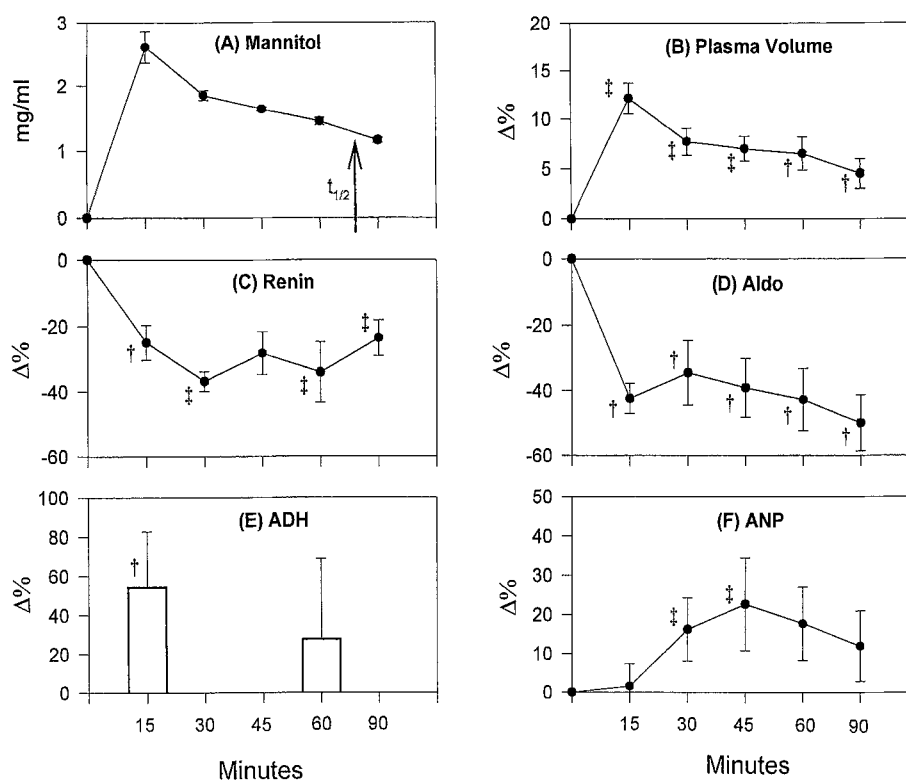 (A) Mannitol
mg/ml
3
2
1
0
t1/2
(B) Plasma Volume
Δ%
20
15
10
5
0
‡
‡
‡
†
†
(C) Renin
Δ%
0
-20
-40
-60
†
‡
‡
‡
(D) Aldo
Δ%
0
-20
-40
-60
†
†
†
†
†
(E) ADH
Δ%
100
80
60
40
20
0
†
15 30 45 60 90
Minutes
(F) ANP
Δ%
50
40
30
20
10
0
‡
‡
15 30 45 60 90
Minutes